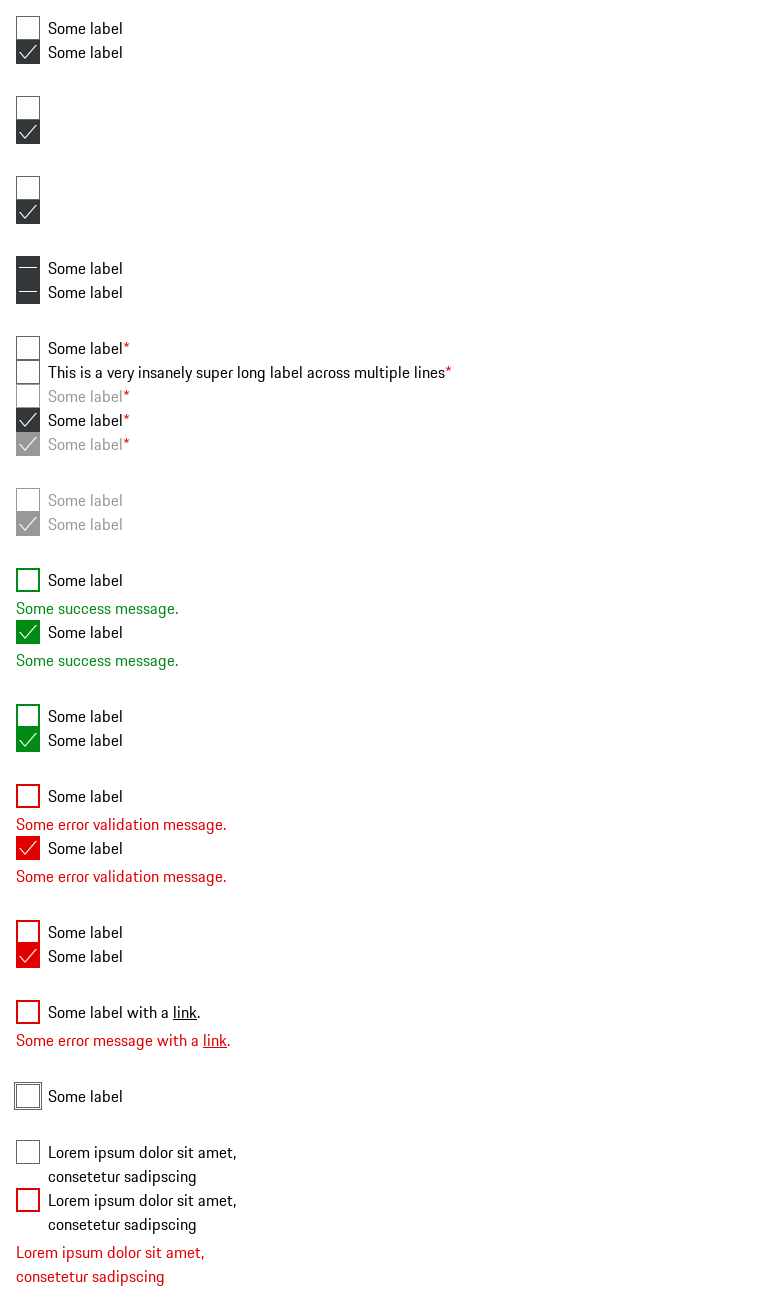 Some label
Some label
Some label
Some label
Some label*
This is a very insanely super long label across multiple lines*
Some label*
Some label*
Some label*
Some label
Some label
Some label
Some success message.
Some label
Some success message.
Some label
Some label
Some label
Some error validation message.
Some label
Some error validation message.
Some label
Some label
Some label with a link.
Some error message with a link.
Some label
Lorem ipsum dolor sit amet,
consetetur sadipscing
Lorem ipsum dolor sit amet,
consetetur sadipscing
Lorem ipsum dolor sit amet,
consetetur sadipscing